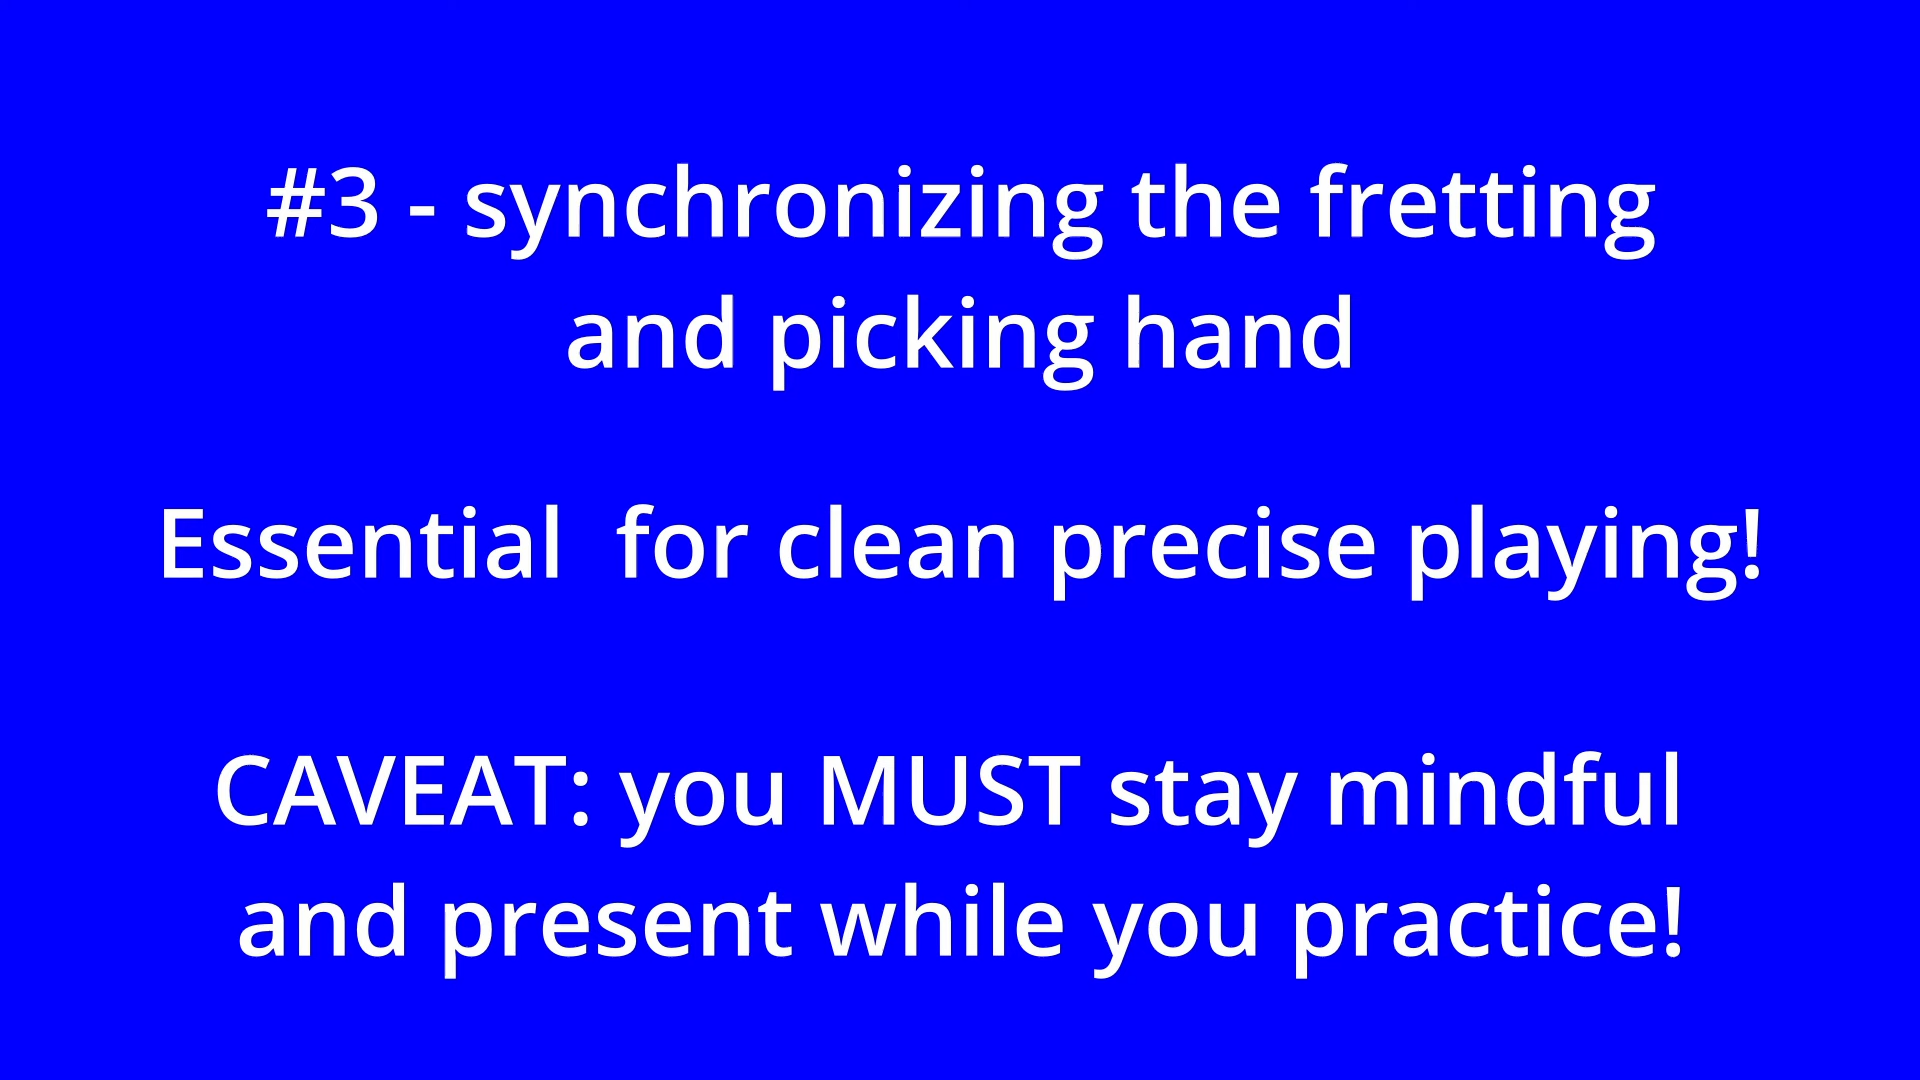 #3 - synchronizing the fretting
and picking hand
Essential  for clean precise playing!
CAVEAT: you MUST stay mindful
and present while you practice!